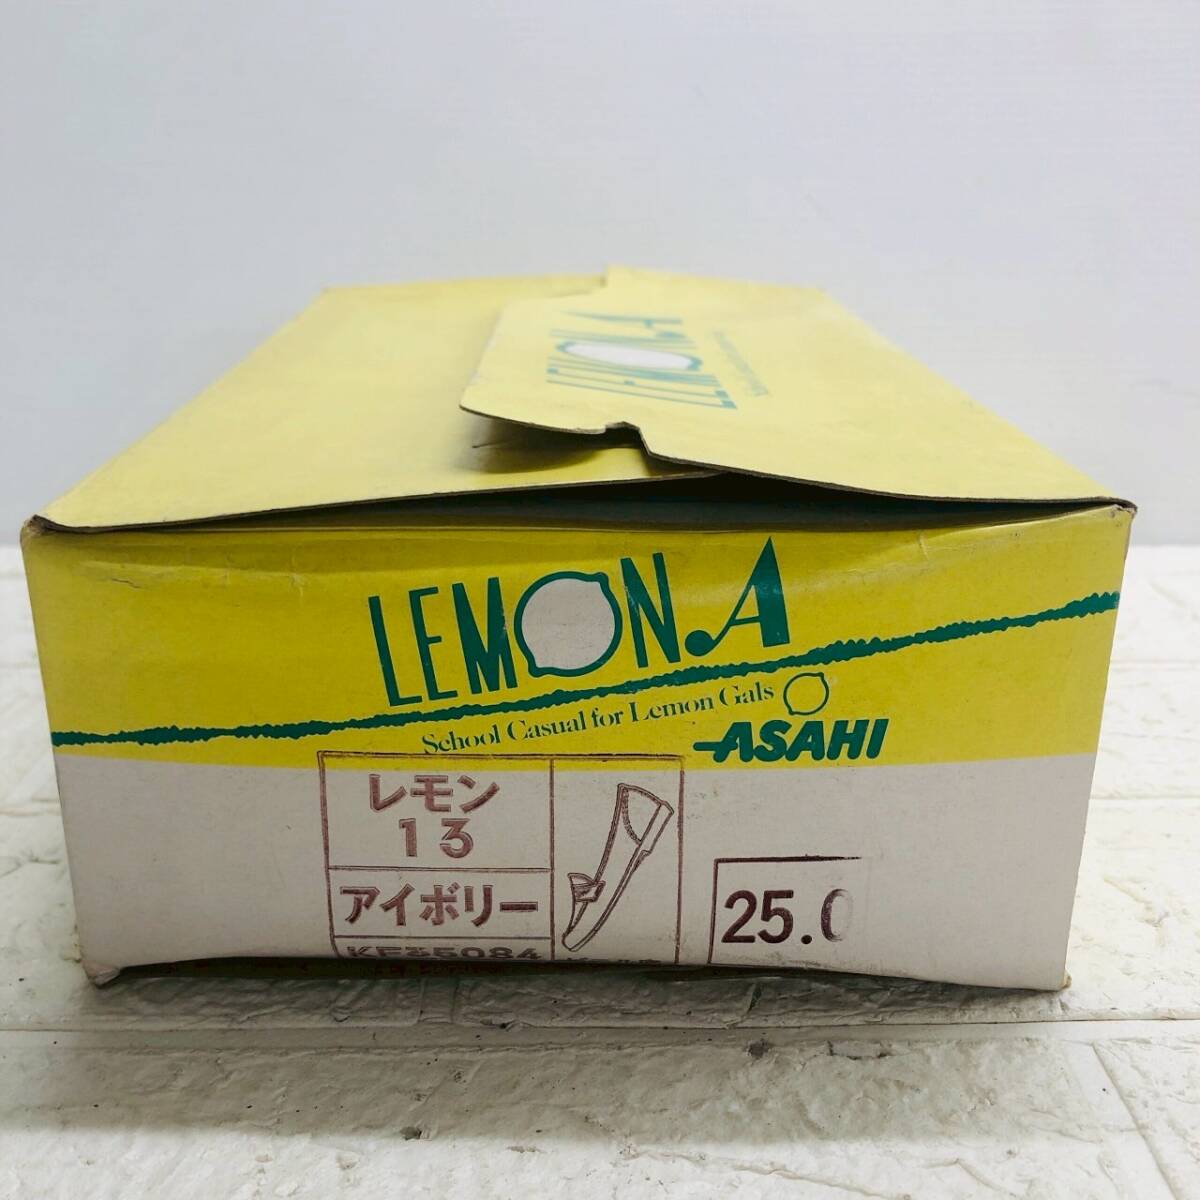 LEMON.A
LEMON.A
School Casual for Lemon Gals
ASAHI
レモン
13
アイボリー
KF35084
25.0